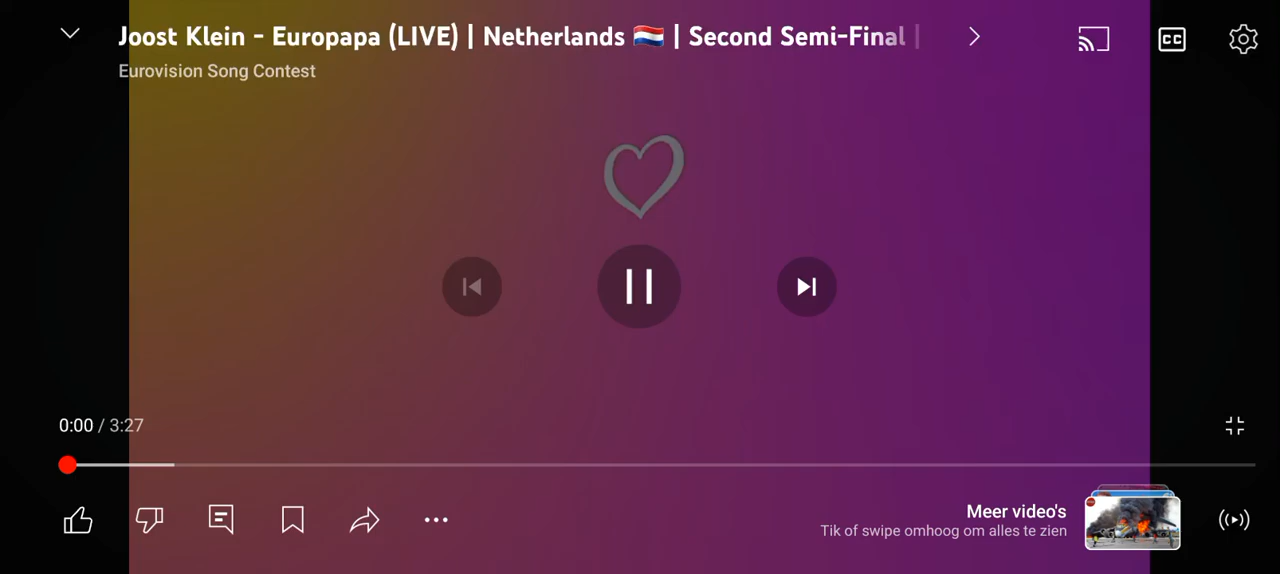 Joost Klein - Europapa (LIVE) | Netherlands 🇳🇱 | Second Semi-Final |
Eurovision Song Contest
CC
0:00 / 3:27
Meer video's
Tik of swipe omhoog om alles te zien